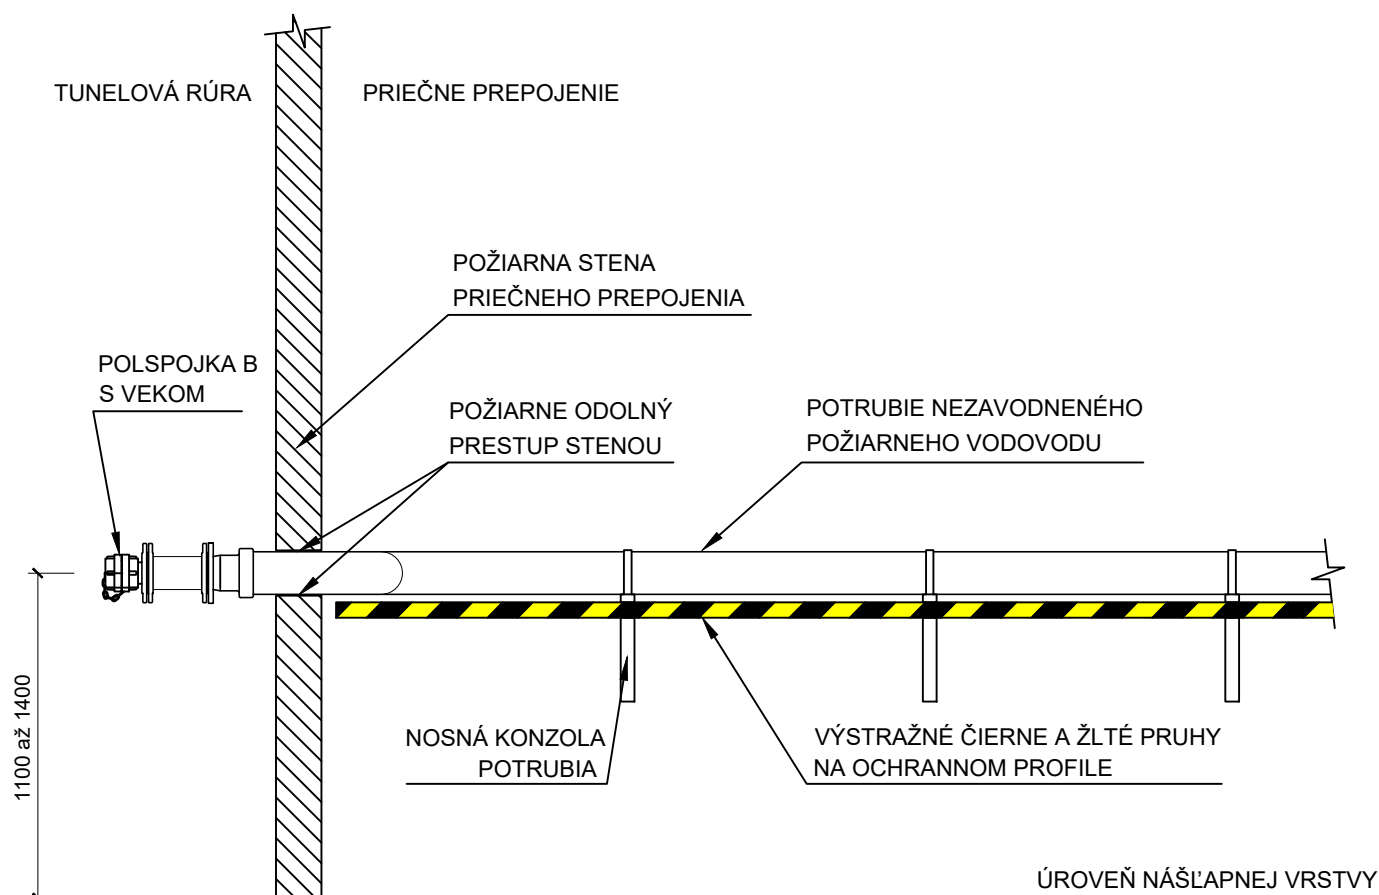 TUNELOVÁ RÚRA
PRIEČNE PREPOJENIE
POŽIARNA STENA
PRIEČNEHO PREPOJENIA
POLSPOJKA B
S VEKOM
POŽIARNE ODOLNÝ
PRESTUP STENOU
POTRUBIE NEZAVODNENÉHO
POŽIARNEHO VODOVODU
1100 až 1400
NOSNÁ KONZOLA
POTRUBIA
VÝSTRAŽNÉ ČIERNE A ŽLTÉ PRUHY
NA OCHRANNOM PROFILE
ÚROVEŇ NÁŠĽAPNEJ VRSTVY